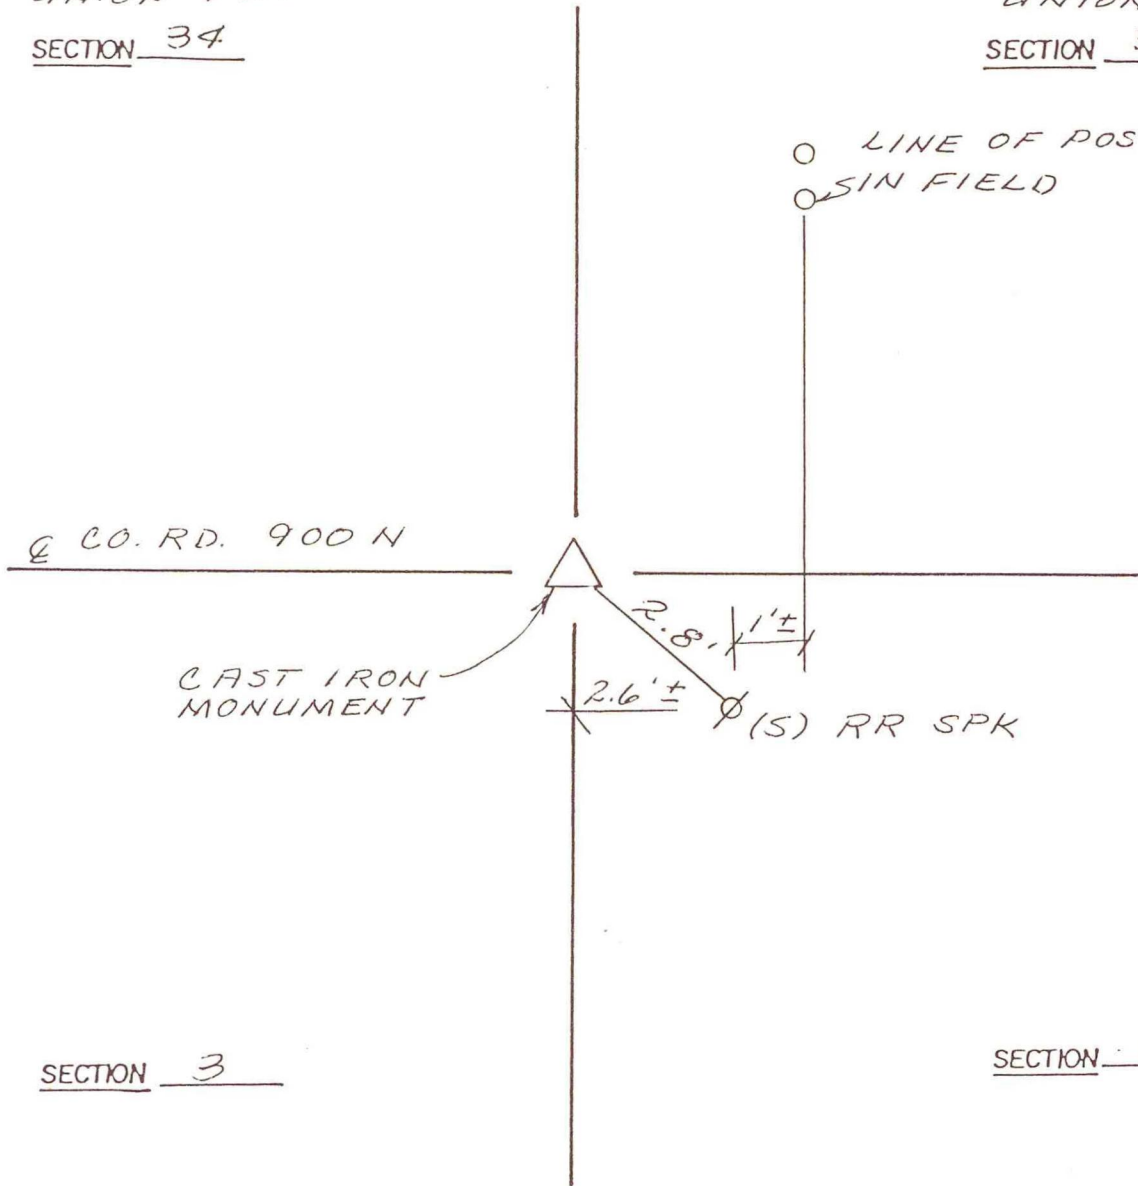 SECTION 34
SECTION
LINE OF POS
S IN FIELD
℄ CO. RD. 900 N
2.8'
1'±
CAST IRON
MONUMENT
2.6'±
(S) RR SPK
SECTION 3
SECTION